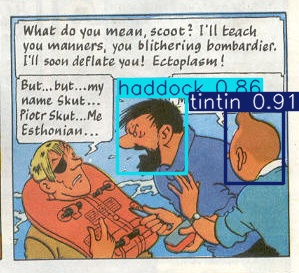 What do you mean, scoot? I'll teach
you manners, you blithering bombardier.
I'll soon deflate you! Ectoplasm!
But...but...my
name Skut...
Piotr Skut...Me
Esthonian...
haddock 0.86
tintin 0.91